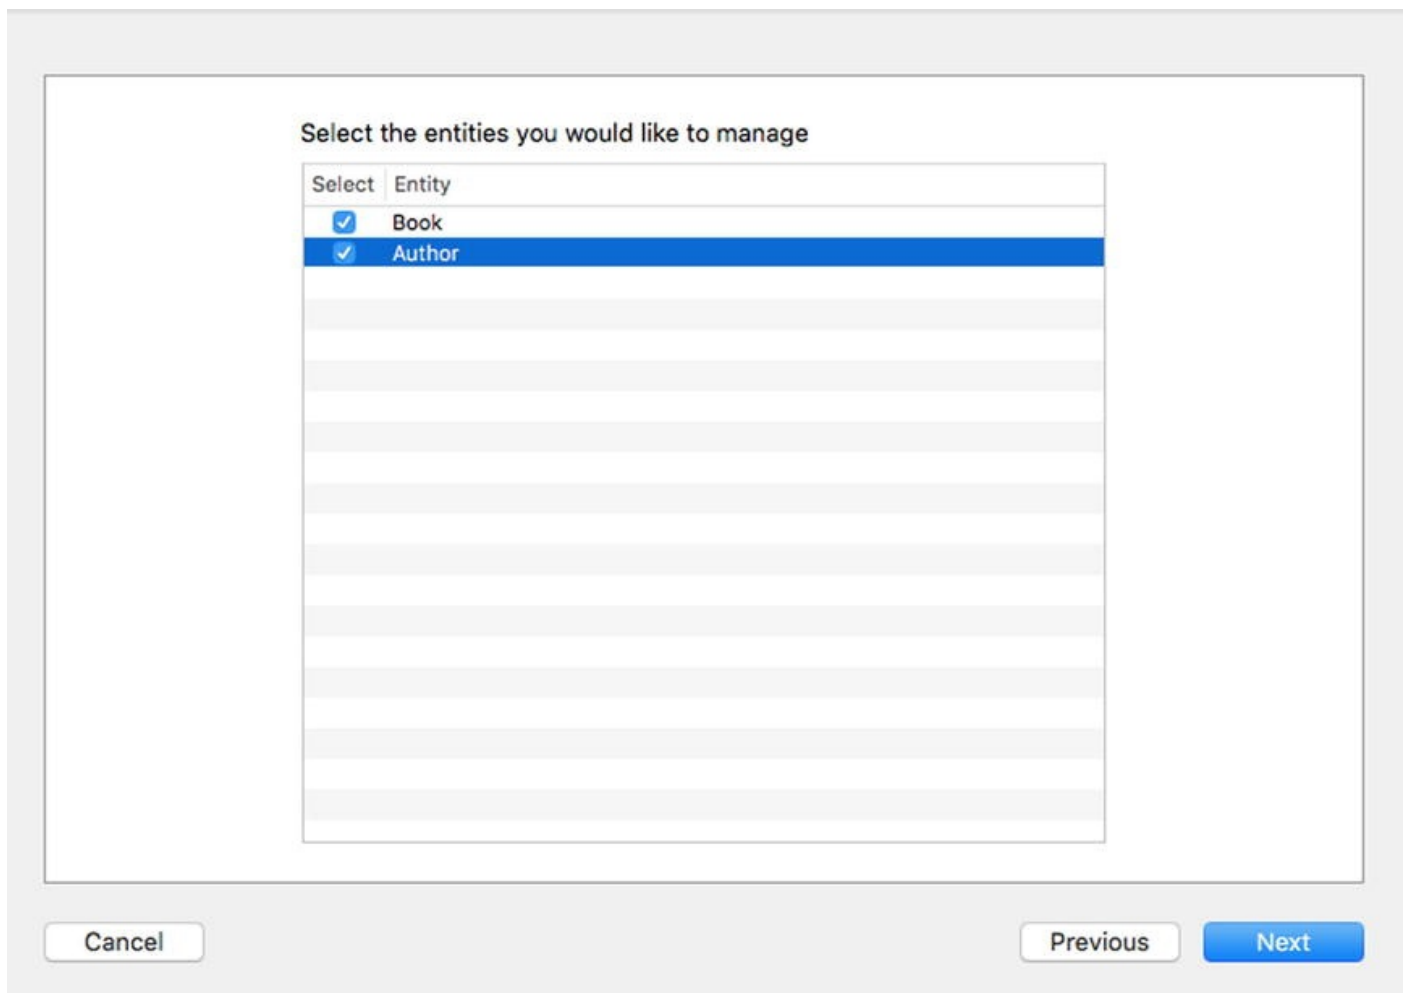 Select the entities you would like to manage
Select Entity
Book
Author
Cancel Previous Next